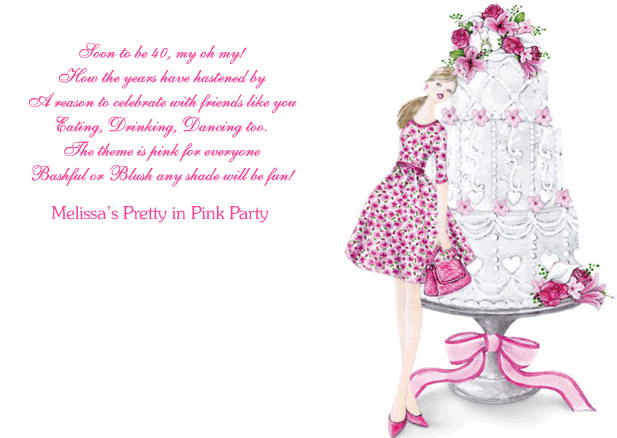 Soon to be 40, my oh my!
How the years have hastened by
A reason to celebrate with friends like you
Eating, Drinking, Dancing too.
The theme is pink for everyone
Bashful or Blush any shade will be fun!
Melissa's Pretty in Pink Party